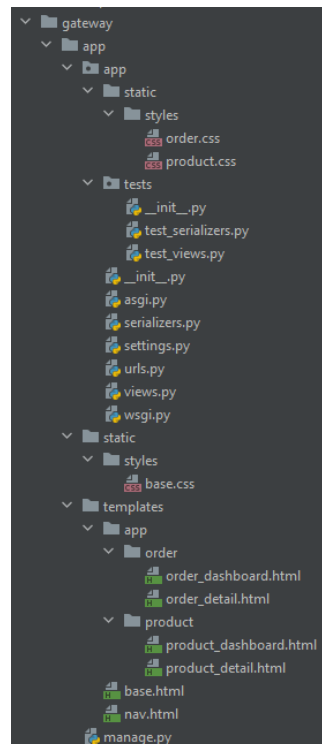 gateway
app
app
static
styles
order.css
product.css
tests
__init__.py
test_serializers.py
test_views.py
__init__.py
asgi.py
serializers.py
settings.py
urls.py
views.py
wsgi.py
static
styles
base.css
templates
app
order
order_dashboard.html
order_detail.html
product
product_dashboard.html
product_detail.html
base.html
nav.html
manage.py